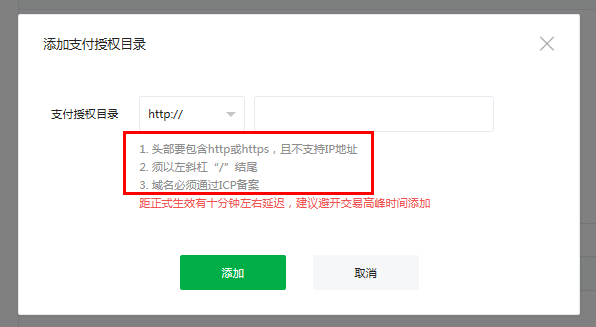 添加支付授权目录
支付授权目录 http://
1. 头部要包含http或https，且不支持IP地址
2. 须以左斜杠“/”结尾
3. 域名必须通过ICP备案
距正式生效有十分钟左右延迟，建议避开交易高峰时间添加
添加 取消